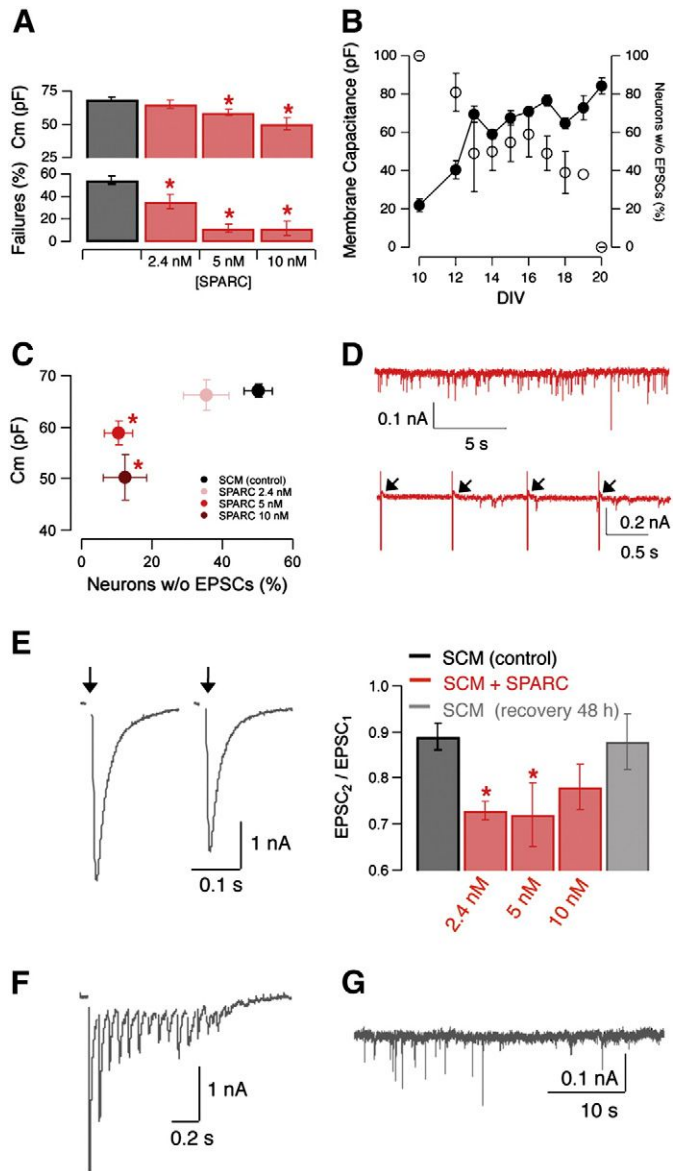 A
Cm (pF)
75
50
25
Failures (%)
60
40
20
0
* *
* * *
2.4 nM 5 nM 10 nM
[SPARC]
B
Membrane Capacitance (pF)
100
80
60
40
20
0
100
80
60
40
20
0
Neurons w/o EPSCs (%)
10 12 14 16 18 20
DIV
C
Cm (pF)
70
60
50
40
*
*
SCM (control)
SPARC 2.4 nM
SPARC 5 nM
SPARC 10 nM
0 20 40 60
Neurons w/o EPSCs (%)
D
0.1 nA
5 s
0.2 nA
0.5 s
E
1 nA
0.1 s
SCM (control)
SCM + SPARC
SCM (recovery 48 h)
EPSC₂ / EPSC₁
1.0
0.9
0.8
0.7
0.6
* *
2.4 nM
5 nM
10 nM
F
1 nA
0.2 s
G
0.1 nA
10 s